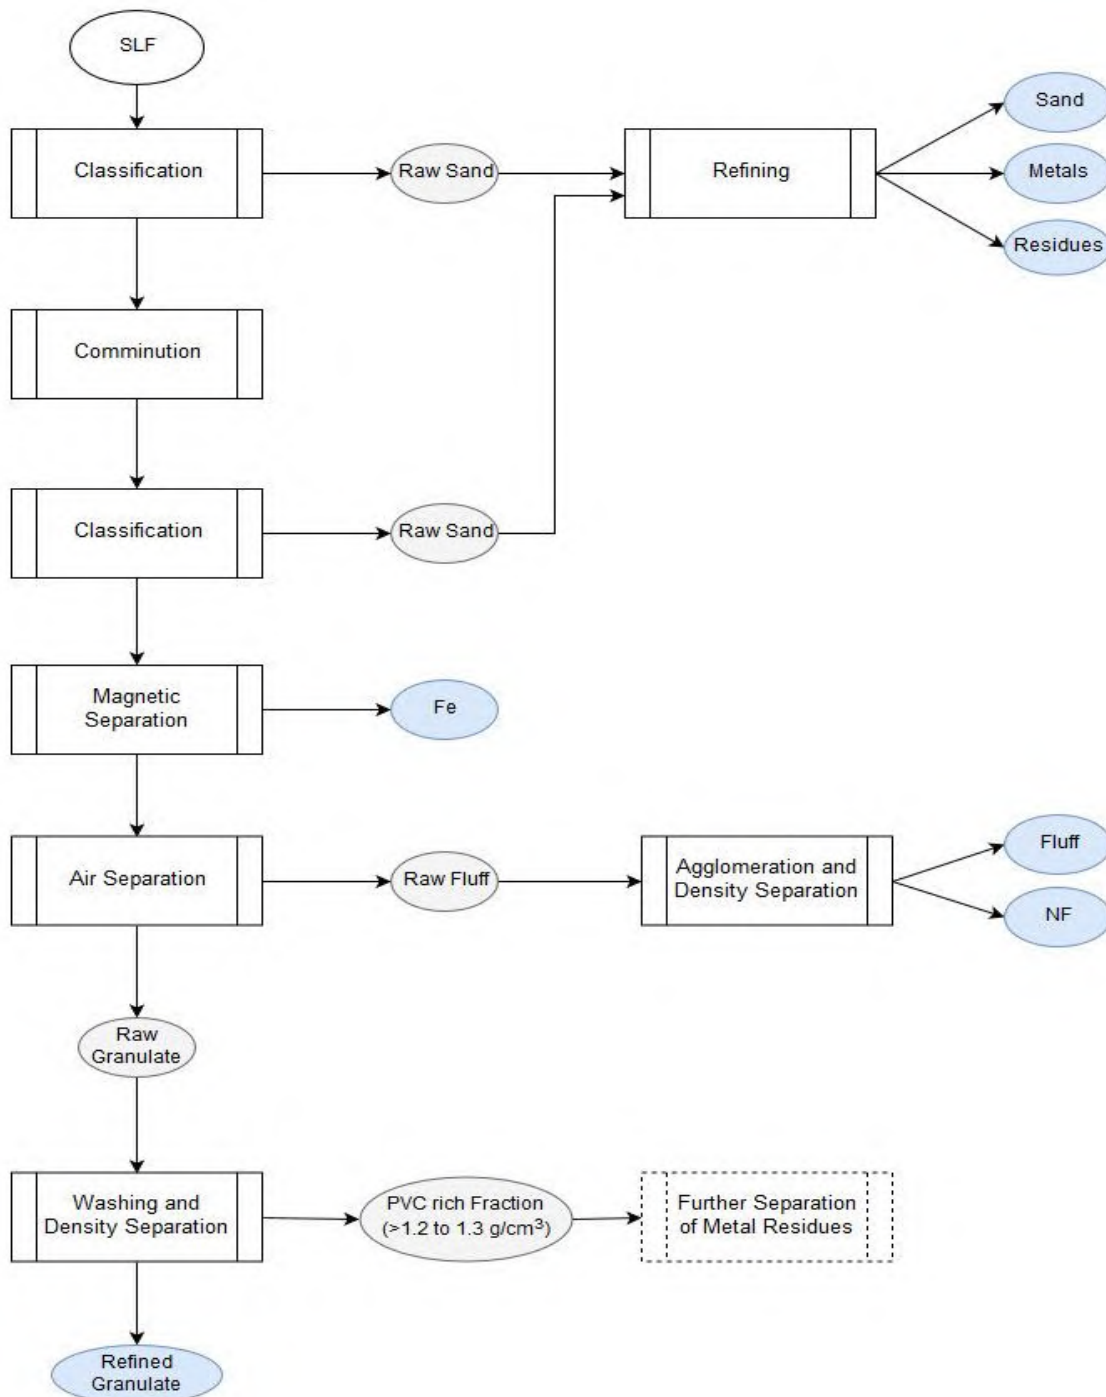 SLF
Classification
Raw Sand
Refining
Sand
Metals
Residues
Comminution
Classification
Raw Sand
Magnetic
Separation
Fe
Air Separation
Raw Fluff
Agglomeration and
Density Separation
Fluff
NF
Raw
Granulate
Washing and
Density Separation
PVC rich Fraction
(>1.2 to 1.3 g/cm³)
Further Separation
of Metal Residues
Refined
Granulate